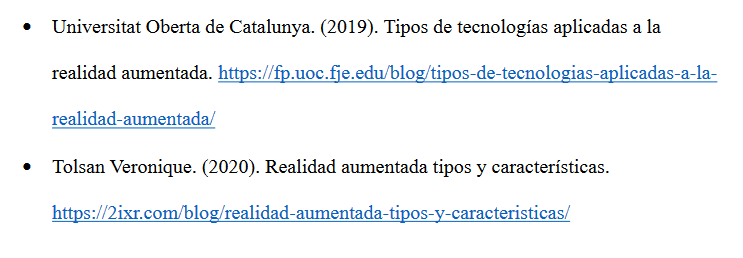 • Universitat Oberta de Catalunya. (2019). Tipos de tecnologías aplicadas a la
realidad aumentada. https://fp.uoc.fje.edu/blog/tipos-de-tecnologias-aplicadas-a-la-
realidad-aumentada/
• Tolsan Veronique. (2020). Realidad aumentada tipos y características.
https://2ixr.com/blog/realidad-aumentada-tipos-y-caracteristicas/